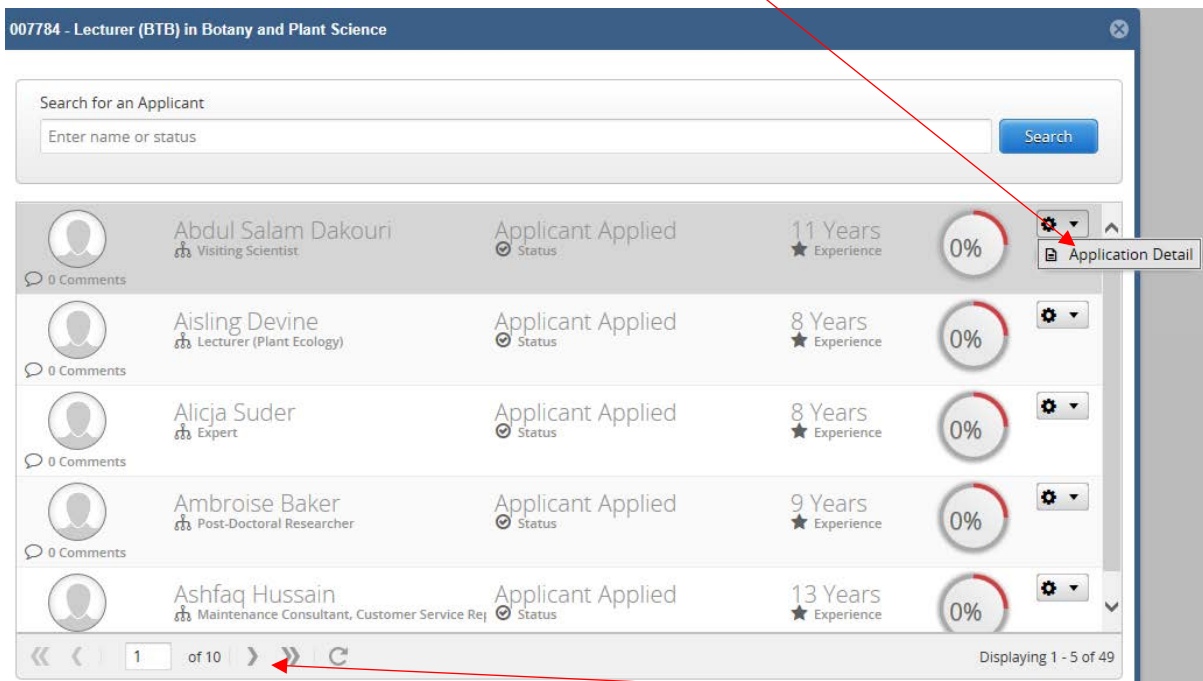 007784 - Lecturer (BTB) in Botany and Plant Science
Search for an Applicant
Enter name or status
Search
Abdul Salam Dakouri
Visiting Scientist
Applicant Applied
Status
11 Years
Experience
0%
Application Detail
0 Comments
Aisling Devine
Lecturer (Plant Ecology)
Applicant Applied
Status
8 Years
Experience
0%
0 Comments
Alicja Suder
Expert
Applicant Applied
Status
8 Years
Experience
0%
0 Comments
Ambroise Baker
Post-Doctoral Researcher
Applicant Applied
Status
9 Years
Experience
0%
0 Comments
Ashfaq Hussain
Maintenance Consultant, Customer Service
Applicant Applied
Status
13 Years
Experience
0%
1 of 10
Displaying 1 - 5 of 49